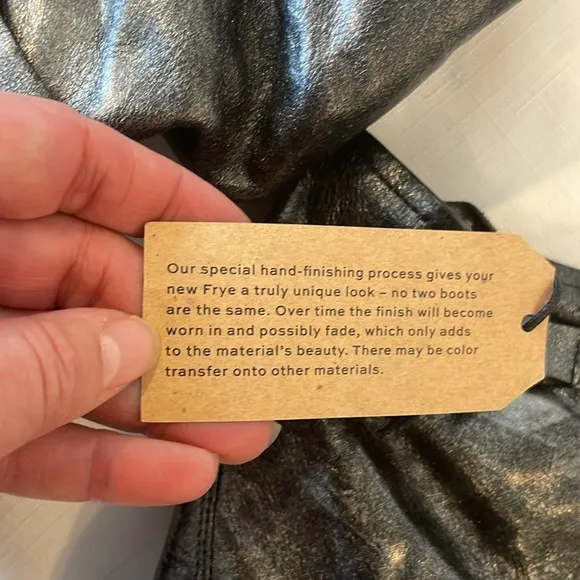 Our special hand-finishing process gives your
new Frye a truly unique look – no two boots
are the same. Over time the finish will become
worn in and possibly fade, which only adds
to the material's beauty. There may be color
transfer onto other materials.